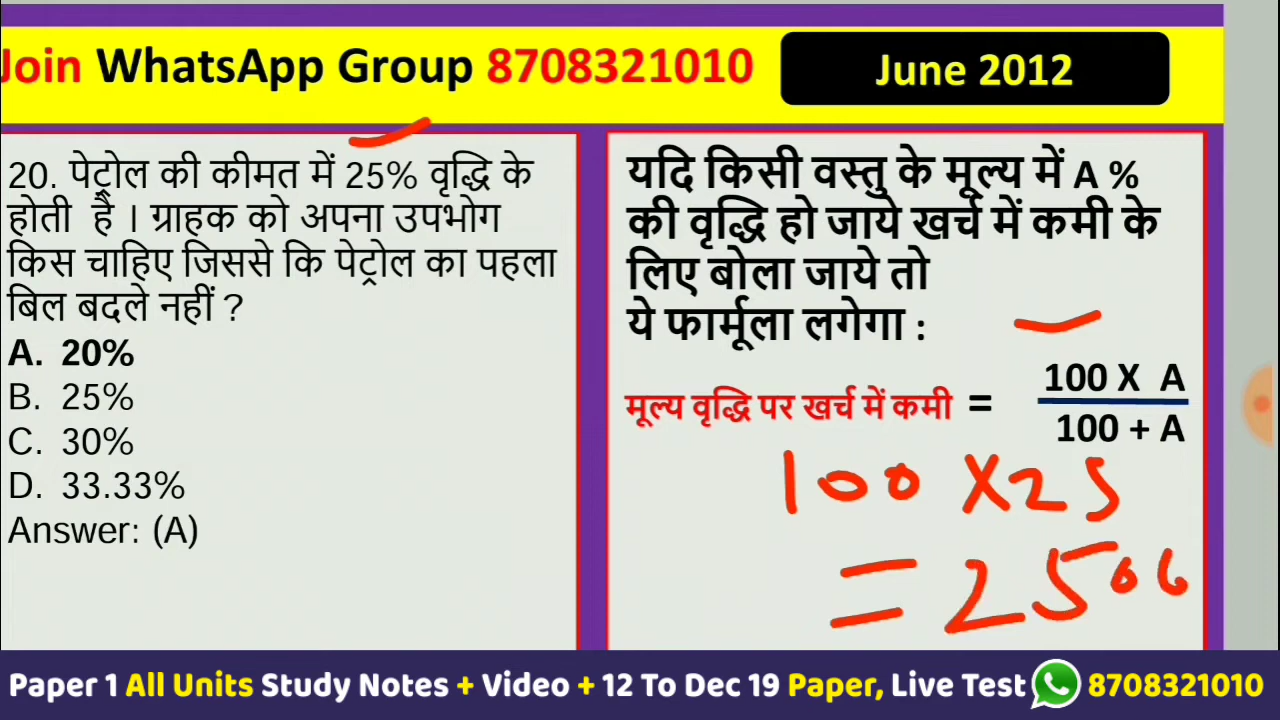 Join WhatsApp Group 8708321010
June 2012
20. पेट्रोल की कीमत में 25% वृद्धि के
होती है । ग्राहक को अपना उपभोग
किस चाहिए जिससे कि पेट्रोल का पहला
बिल बदले नहीं ?
A. 20%
B. 25%
C. 30%
D. 33.33%
Answer: (A)
यदि किसी वस्तु के मूल्य में A %
की वृद्धि हो जाये खर्च में कमी के
लिए बोला जाये तो
ये फार्मूला लगेगा :
मूल्य वृद्धि पर खर्च में कमी =
100 X A
100 + A
100 X25
= 2500
Paper 1 All Units Study Notes + Video + 12 To Dec 19 Paper, Live Test 8708321010